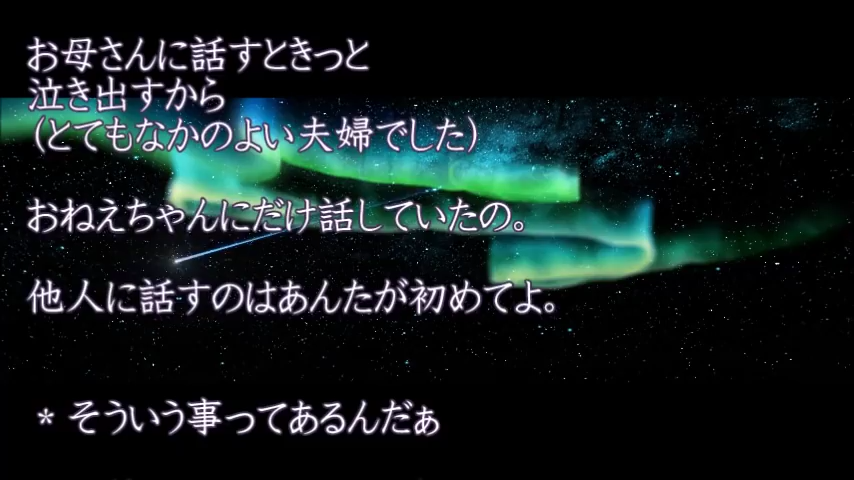 お母さんに話すときっと
泣き出すから
(とてもなかのよい夫婦でした)
おねえちゃんにだけ話していたの。
他人に話すのはあんたが初めてよ。
* そういう事ってあるんだぁ